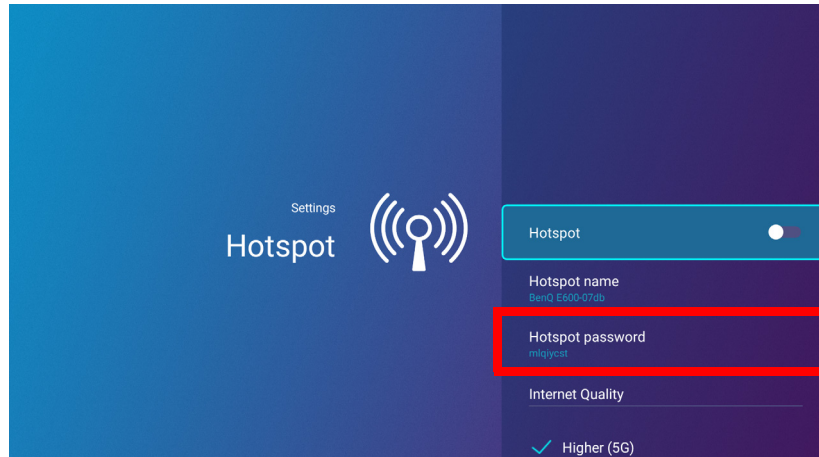 Settings
Hotspot
Hotspot
Hotspot name
BenQ E600-07db
Hotspot password
mlqiycst
Internet Quality
Higher (5G)